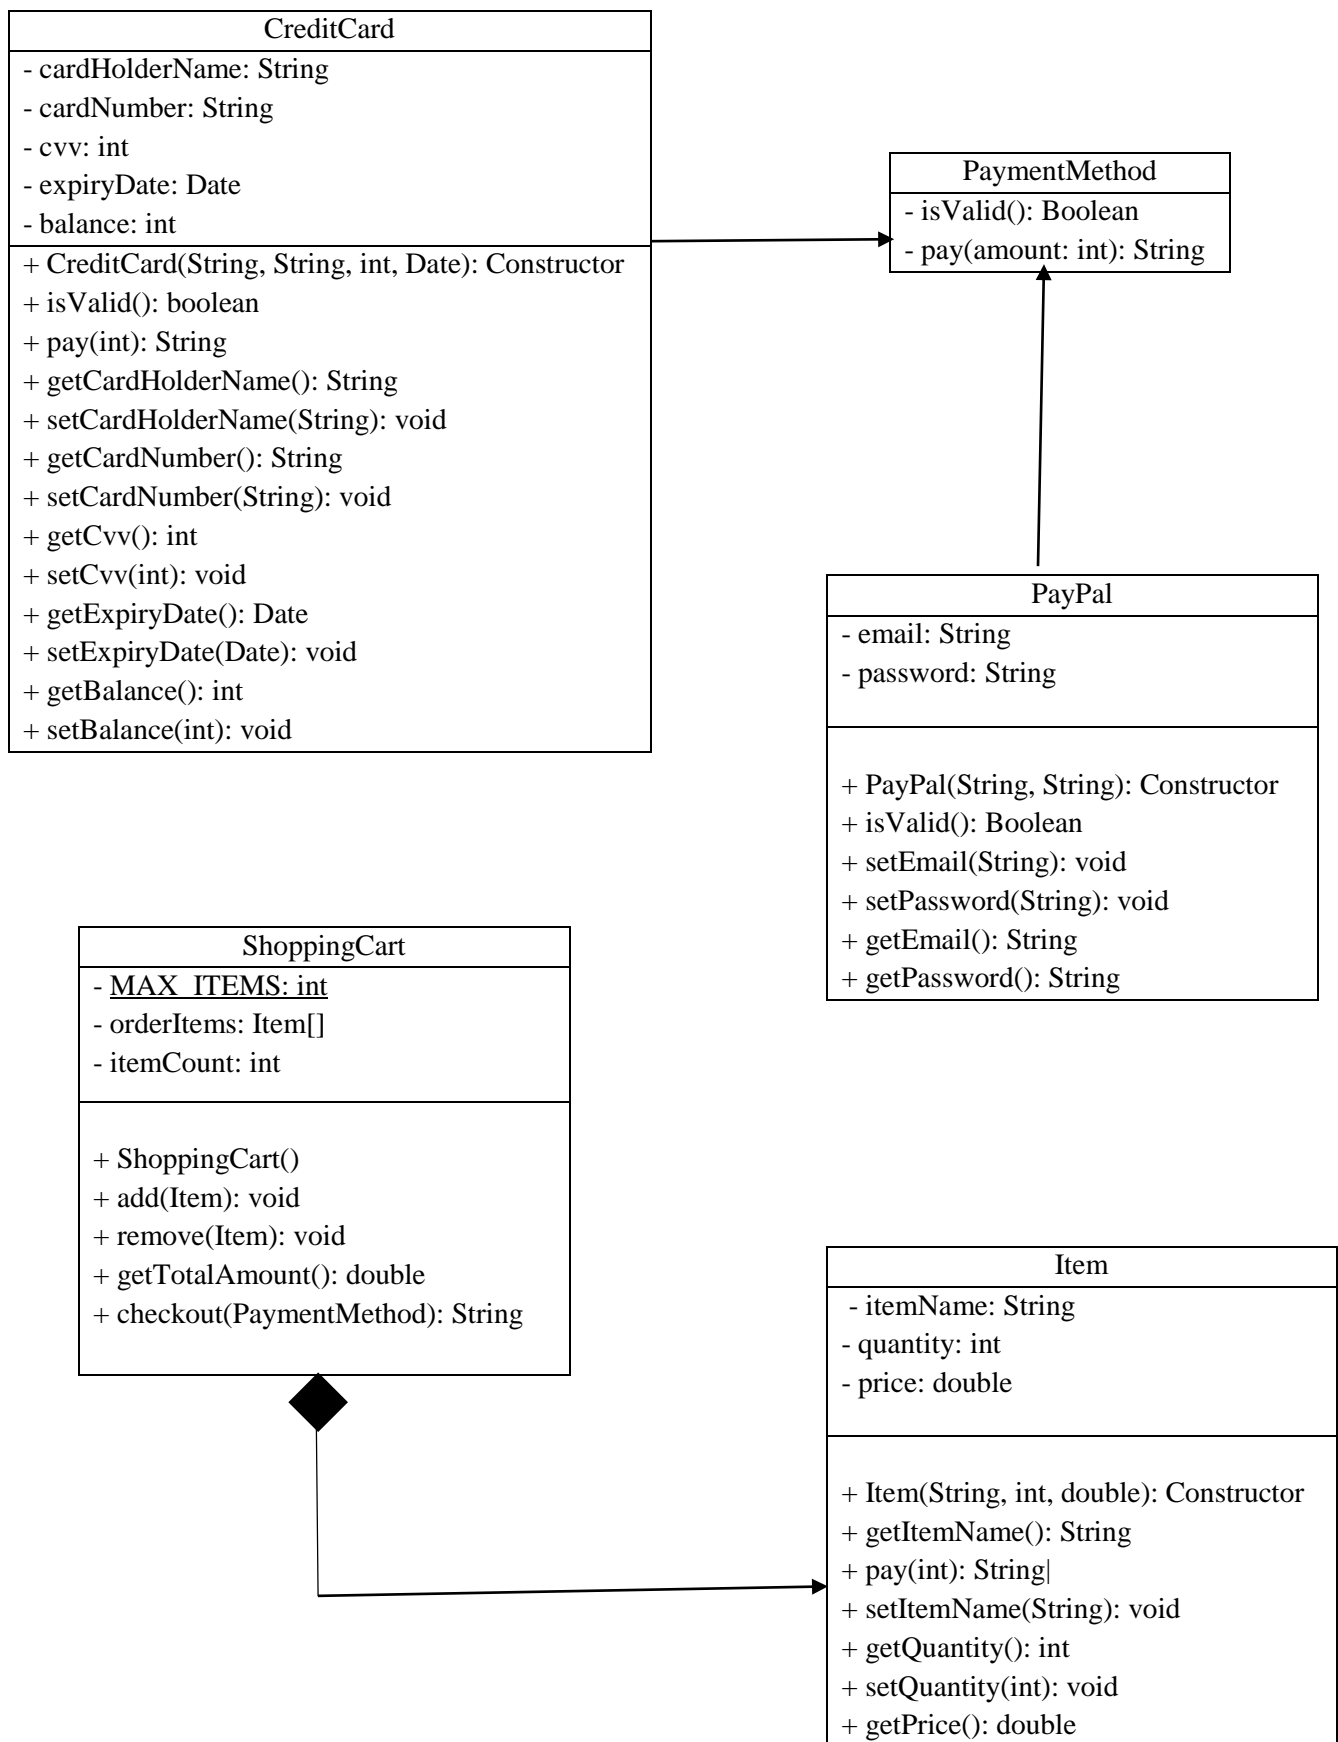 CreditCard
- cardHolderName: String
- cardNumber: String
- cvv: int
- expiryDate: Date
- balance: int
+ CreditCard(String, String, int, Date): Constructor
+ isValid(): boolean
+ pay(int): String
+ getCardHolderName(): String
+ setCardHolderName(String): void
+ getCardNumber(): String
+ setCardNumber(String): void
+ getCvv(): int
+ setCvv(int): void
+ getExpiryDate(): Date
+ setExpiryDate(Date): void
+ getBalance(): int
+ setBalance(int): void
PaymentMethod
- isValid(): Boolean
- pay(amount: int): String
PayPal
- email: String
- password: String
+ PayPal(String, String): Constructor
+ isValid(): Boolean
+ setEmail(String): void
+ setPassword(String): void
+ getEmail(): String
+ getPassword(): String
ShoppingCart
- MAX_ITEMS: int
- orderItems: Item[]
- itemCount: int
+ ShoppingCart()
+ add(Item): void
+ remove(Item): void
+ getTotalAmount(): double
+ checkout(PaymentMethod): String
Item
- itemName: String
- quantity: int
- price: double
+ Item(String, int, double): Constructor
+ getItemName(): String
+ pay(int): String|
+ setItemName(String): void
+ getQuantity(): int
+ setQuantity(int): void
+ getPrice(): double